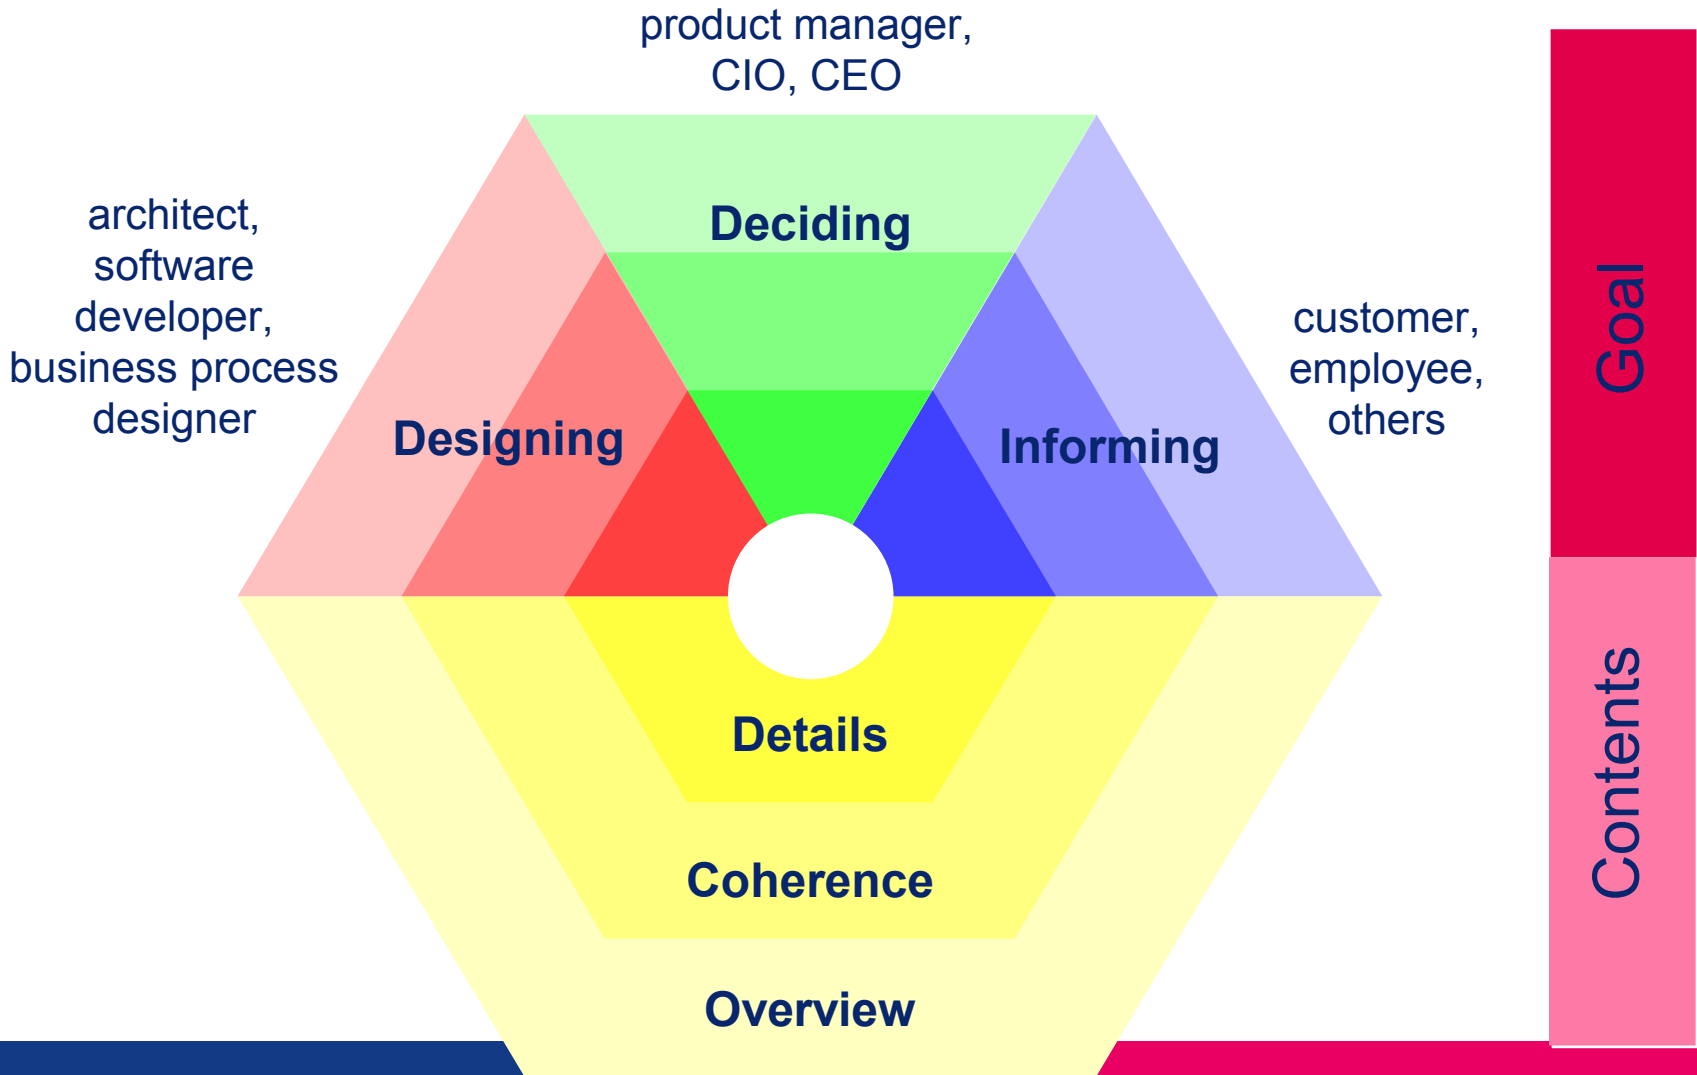 product manager,
CIO, CEO
Deciding
architect,
software
developer,
business process
designer
Designing
Informing
customer,
employee,
others
Details
Coherence
Overview
Goal
Contents